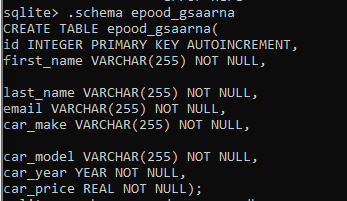 sqlite> .schema epood_gsaarna
CREATE TABLE epood_gsaarna(
id INTEGER PRIMARY KEY AUTOINCREMENT,
first_name VARCHAR(255) NOT NULL,
last_name VARCHAR(255) NOT NULL,
email VARCHAR(255) NOT NULL,
car_make VARCHAR(255) NOT NULL,
car_model VARCHAR(255) NOT NULL,
car_year YEAR NOT NULL,
car_price REAL NOT NULL);